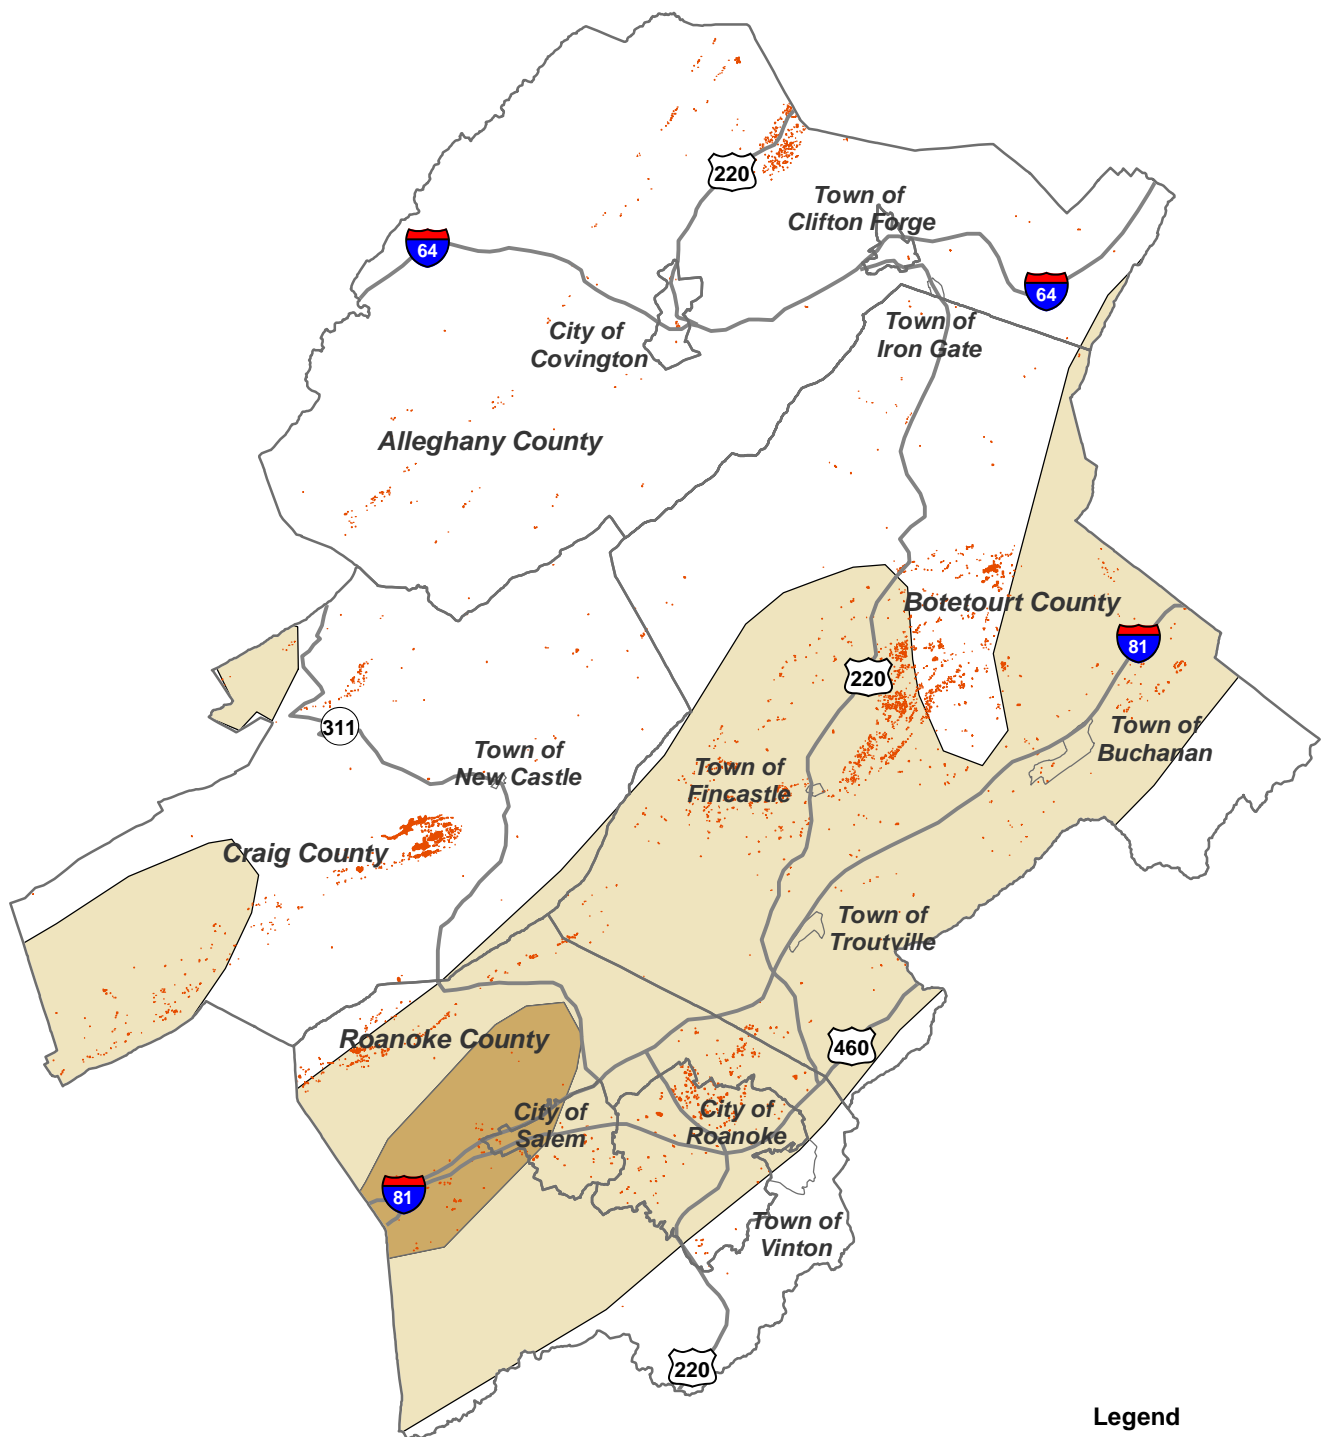 220
Town of
Clifton Forge
64
64
City of
Covington
Town of
Iron Gate
Alleghany County
Botetourt County
81
220
311
Town of
New Castle
Town of
Fincastle
Town of
Buchanan
Craig County
Town of
Troutville
Roanoke County
460
City of
Salem
City of
Roanoke
81
Town of
Vinton
220
Legend